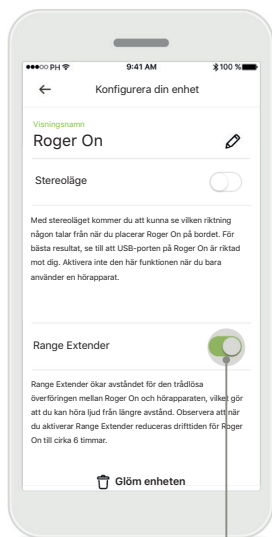 PH 9:41 AM 100 %
Konfigurera din enhet
Visningsnamn
Roger On
Stereoläge
Med stereoläget kommer du att kunna se vilken riktning
någon talar från när du placerar Roger On på bordet. För
bästa resultat, se till att USB-porten på Roger On är riktad
mot dig. Aktivera inte den här funktionen när du bara
använder en hörapparat.
Range Extender
Range Extender ökar avståndet för den trådlösa
överföringen mellan Roger On och hörapparaten, vilket gör
att du kan höra ljud från längre avstånd. Observera att när
du aktiverar Range Extender reduceras drifttiden för Roger
On till cirka 6 timmar.
Glöm enheten